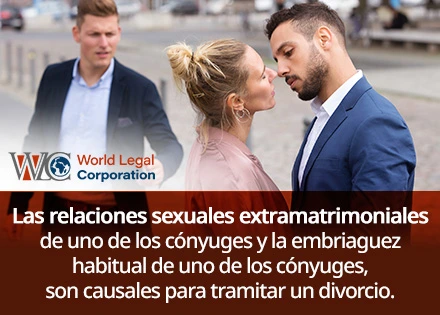 WLC World Legal
Corporation
Las relaciones sexuales extramatrimoniales
de uno de los cónyuges y la embriaguez
habitual de uno de los cónyuges,
son causales para tramitar un divorcio.